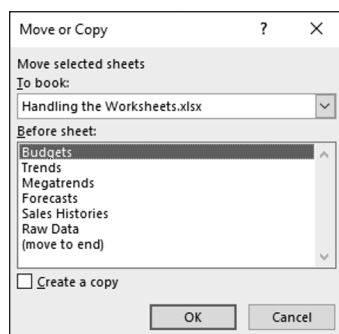 Move or Copy ? ×
Move selected sheets
To book:
Handling the Worksheets.xlsx
Before sheet:
Budgets
Trends
Megatrends
Forecasts
Sales Histories
Raw Data
(move to end)
Create a copy
OK Cancel